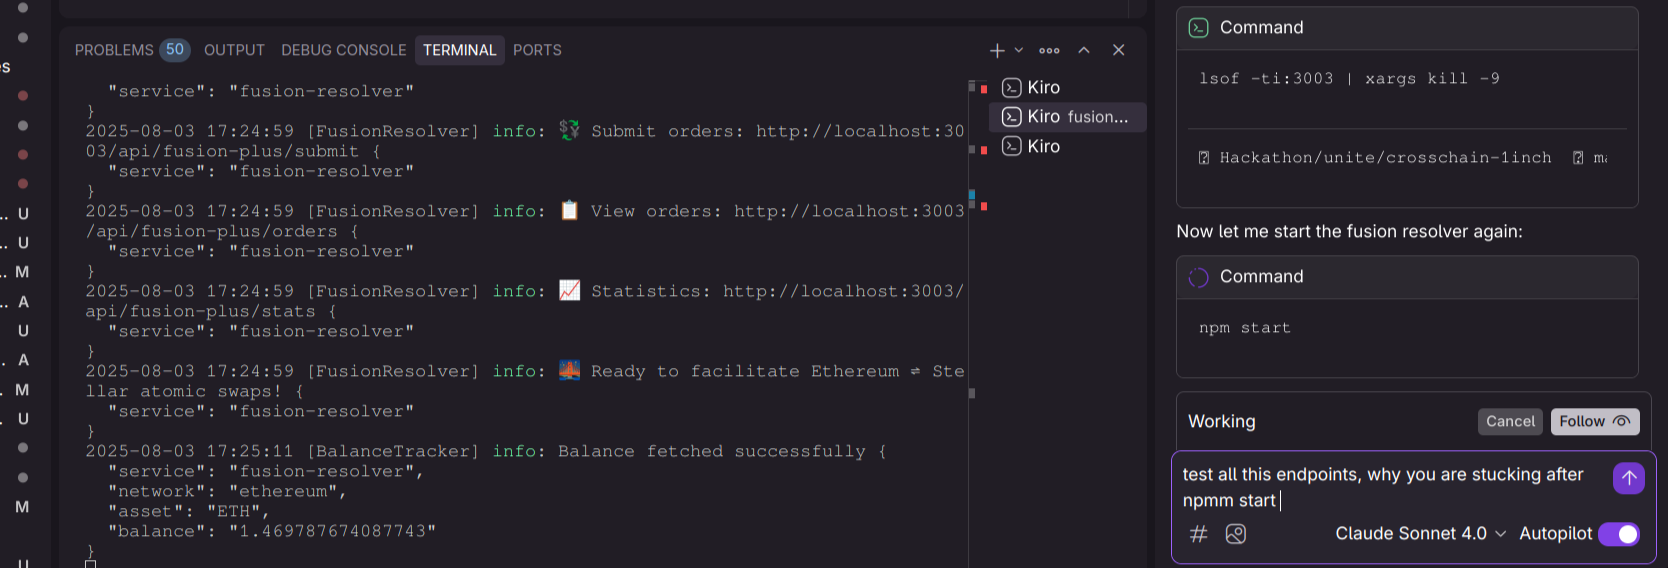 es
.. U
U
.. M
.. A
U
. A
. M
. U
M
U
PROBLEMS 50 OUTPUT DEBUG CONSOLE TERMINAL PORTS
"service": "fusion-resolver"
}
2025-08-03 17:24:59 [FusionResolver] info: 💱 Submit orders: http://localhost:30
03/api/fusion-plus/submit {
"service": "fusion-resolver"
}
2025-08-03 17:24:59 [FusionResolver] info: 📋 View orders: http://localhost:3003
/api/fusion-plus/orders {
"service": "fusion-resolver"
}
2025-08-03 17:24:59 [FusionResolver] info: 📈 Statistics: http://localhost:3003/
api/fusion-plus/stats {
"service": "fusion-resolver"
}
2025-08-03 17:24:59 [FusionResolver] info: 🌉 Ready to facilitate Ethereum ⇌ Ste
llar atomic swaps! {
"service": "fusion-resolver"
}
2025-08-03 17:25:11 [BalanceTracker] info: Balance fetched successfully {
"service": "fusion-resolver",
"network": "ethereum",
"asset": "ETH",
"balance": "1.469787674087743"
}
Kiro
Kiro fusion...
Kiro
Command
lsof -ti:3003 | xargs kill -9
Hackathon/unite/crosschain-1inch
Now let me start the fusion resolver again:
Command
npm start
Working Cancel Follow
test all this endpoints, why you are stucking after
npmm start
# Claude Sonnet 4.0 Autopilot